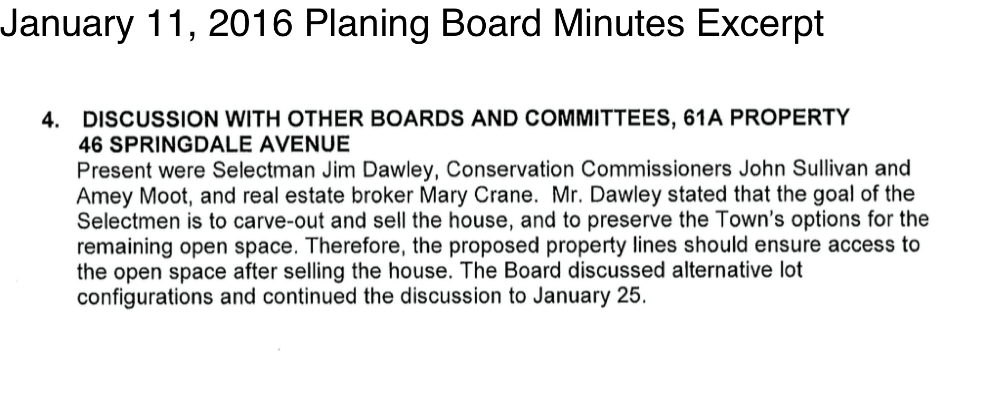 January 11, 2016 Planing Board Minutes Excerpt
4. DISCUSSION WITH OTHER BOARDS AND COMMITTEES, 61A PROPERTY
46 SPRINGDALE AVENUE
Present were Selectman Jim Dawley, Conservation Commissioners John Sullivan and
Amey Moot, and real estate broker Mary Crane. Mr. Dawley stated that the goal of the
Selectmen is to carve-out and sell the house, and to preserve the Town's options for the
remaining open space. Therefore, the proposed property lines should ensure access to
the open space after selling the house. The Board discussed alternative lot
configurations and continued the discussion to January 25.